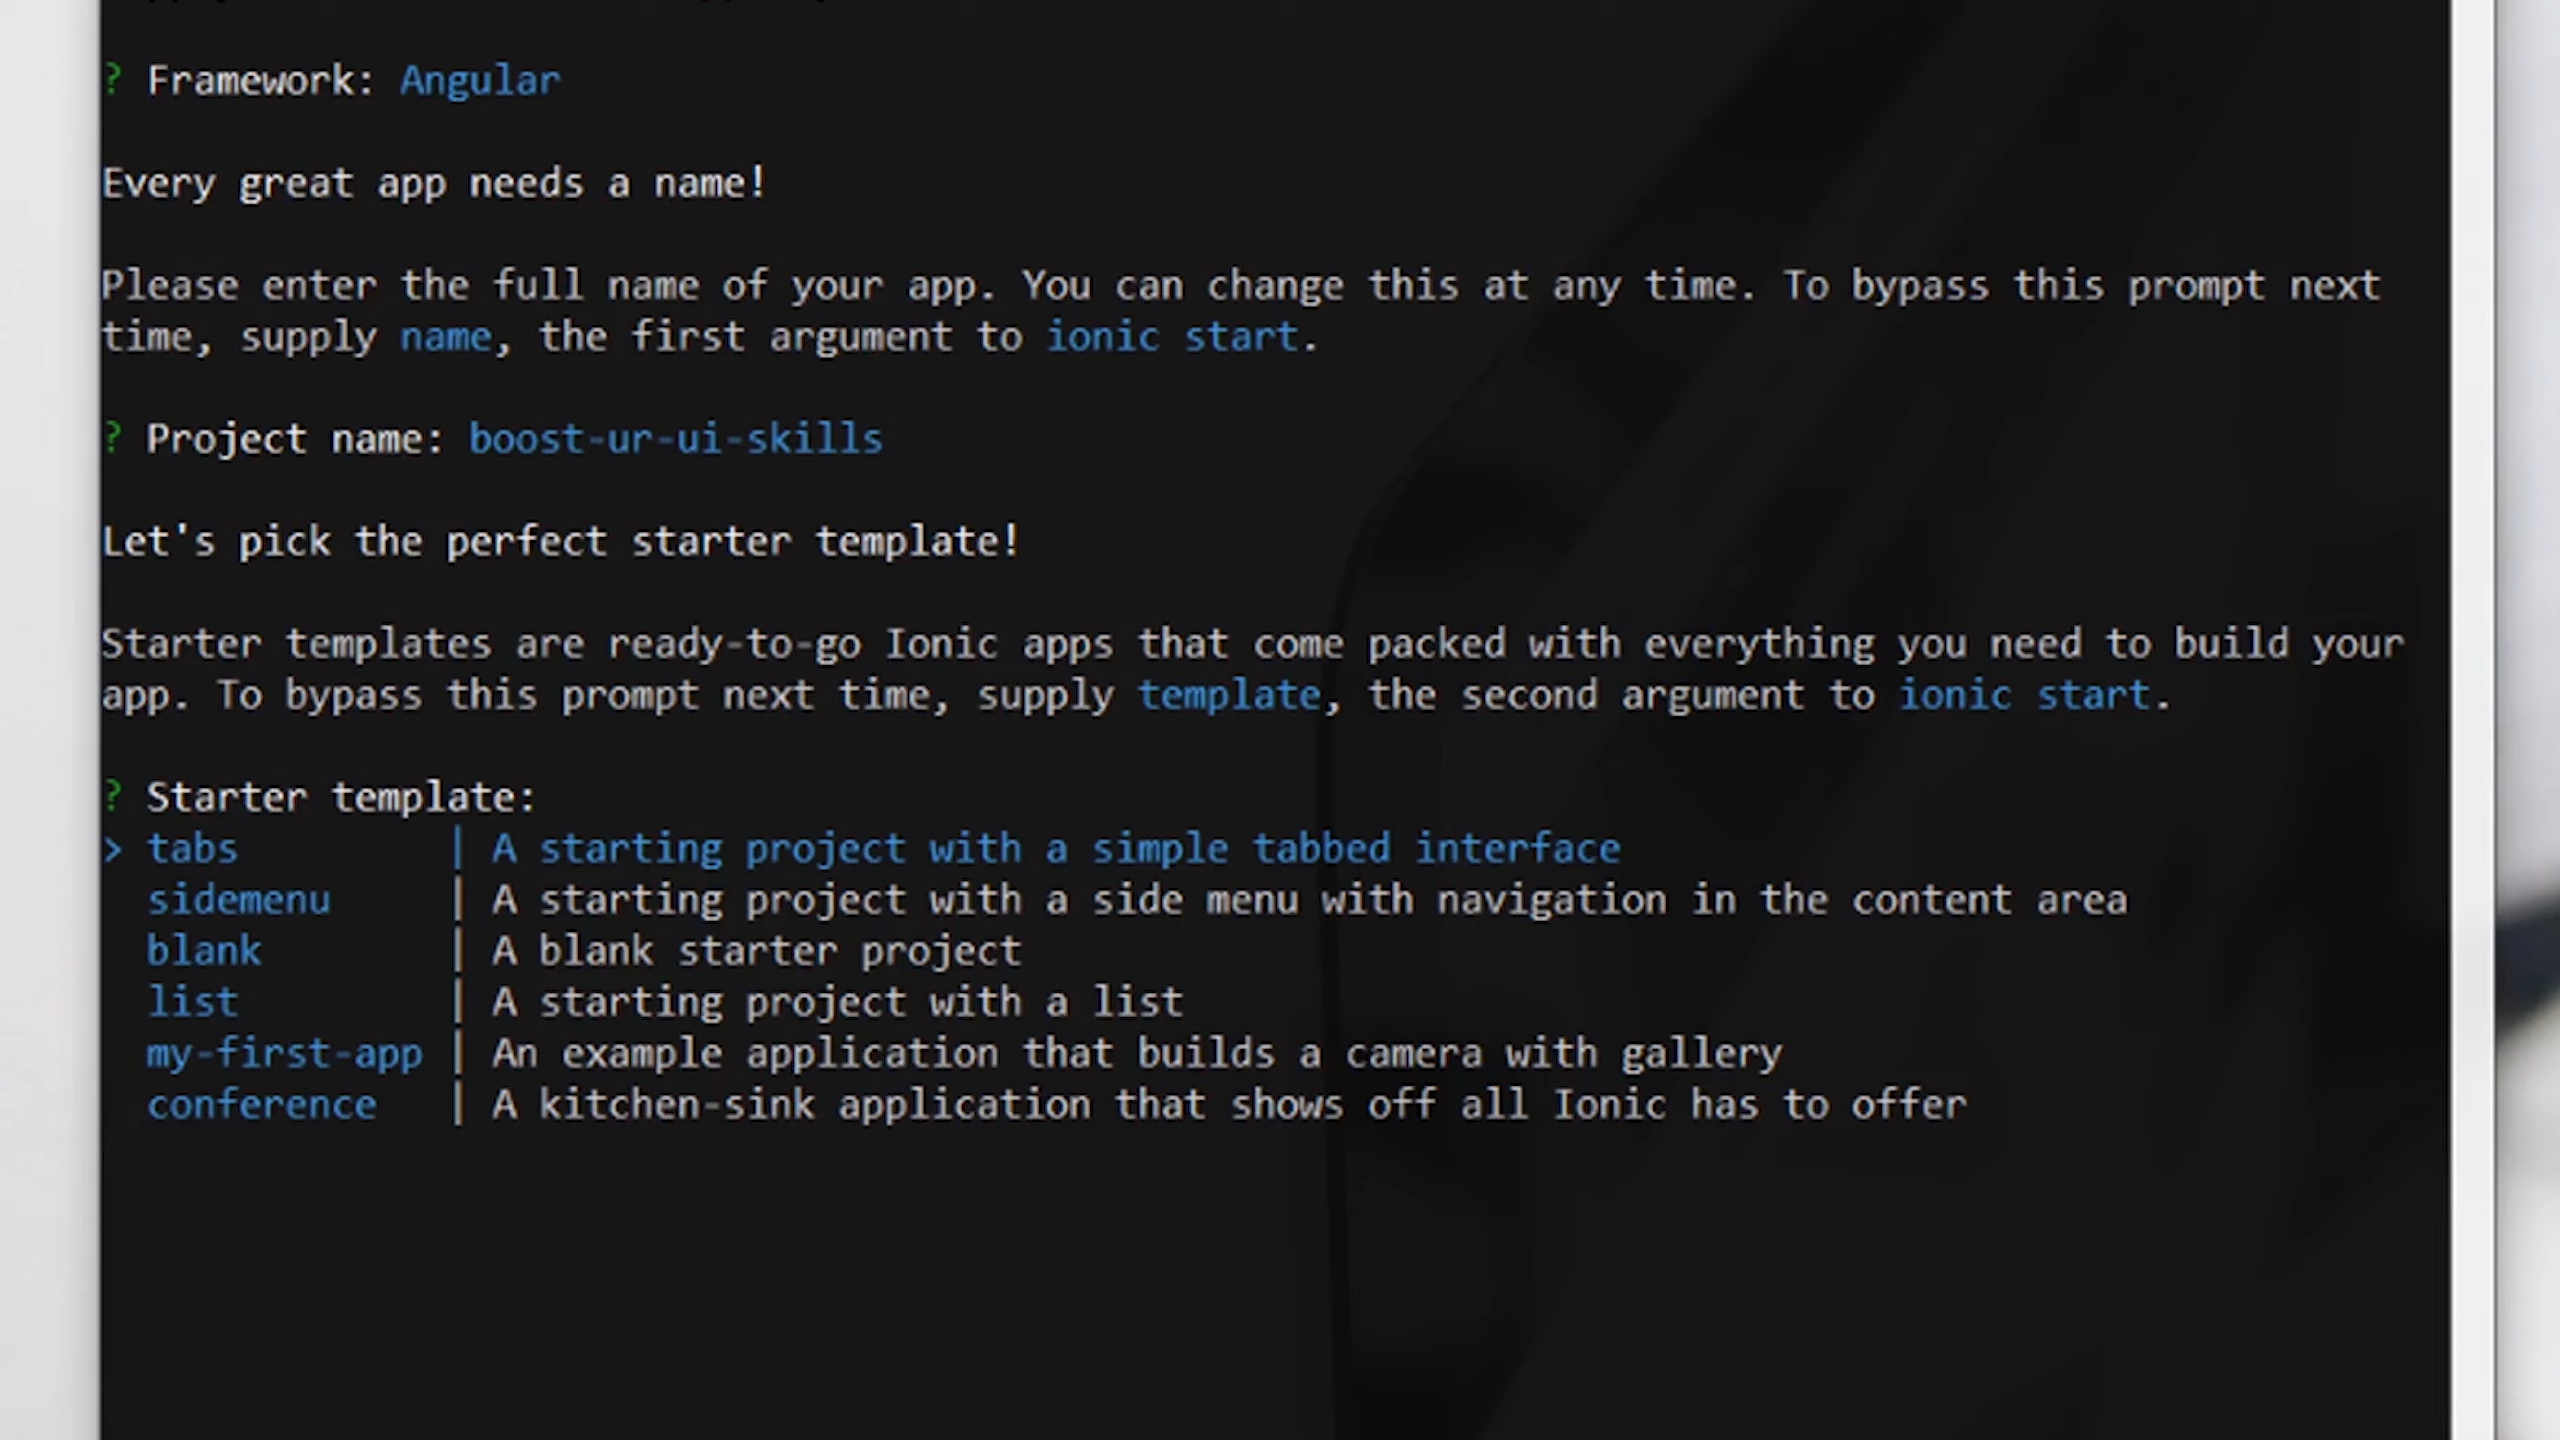 ? Framework: Angular
Every great app needs a name!
Please enter the full name of your app. You can change this at any time. To bypass this prompt next
time, supply name, the first argument to ionic start.
? Project name: boost-ur-ui-skills
Let's pick the perfect starter template!
Starter templates are ready-to-go Ionic apps that come packed with everything you need to build your
app. To bypass this prompt next time, supply template, the second argument to ionic start.
? Starter template:
> tabs | A starting project with a simple tabbed interface
sidemenu | A starting project with a side menu with navigation in the content area
blank | A blank starter project
list | A starting project with a list
my-first-app | An example application that builds a camera with gallery
conference | A kitchen-sink application that shows off all Ionic has to offer